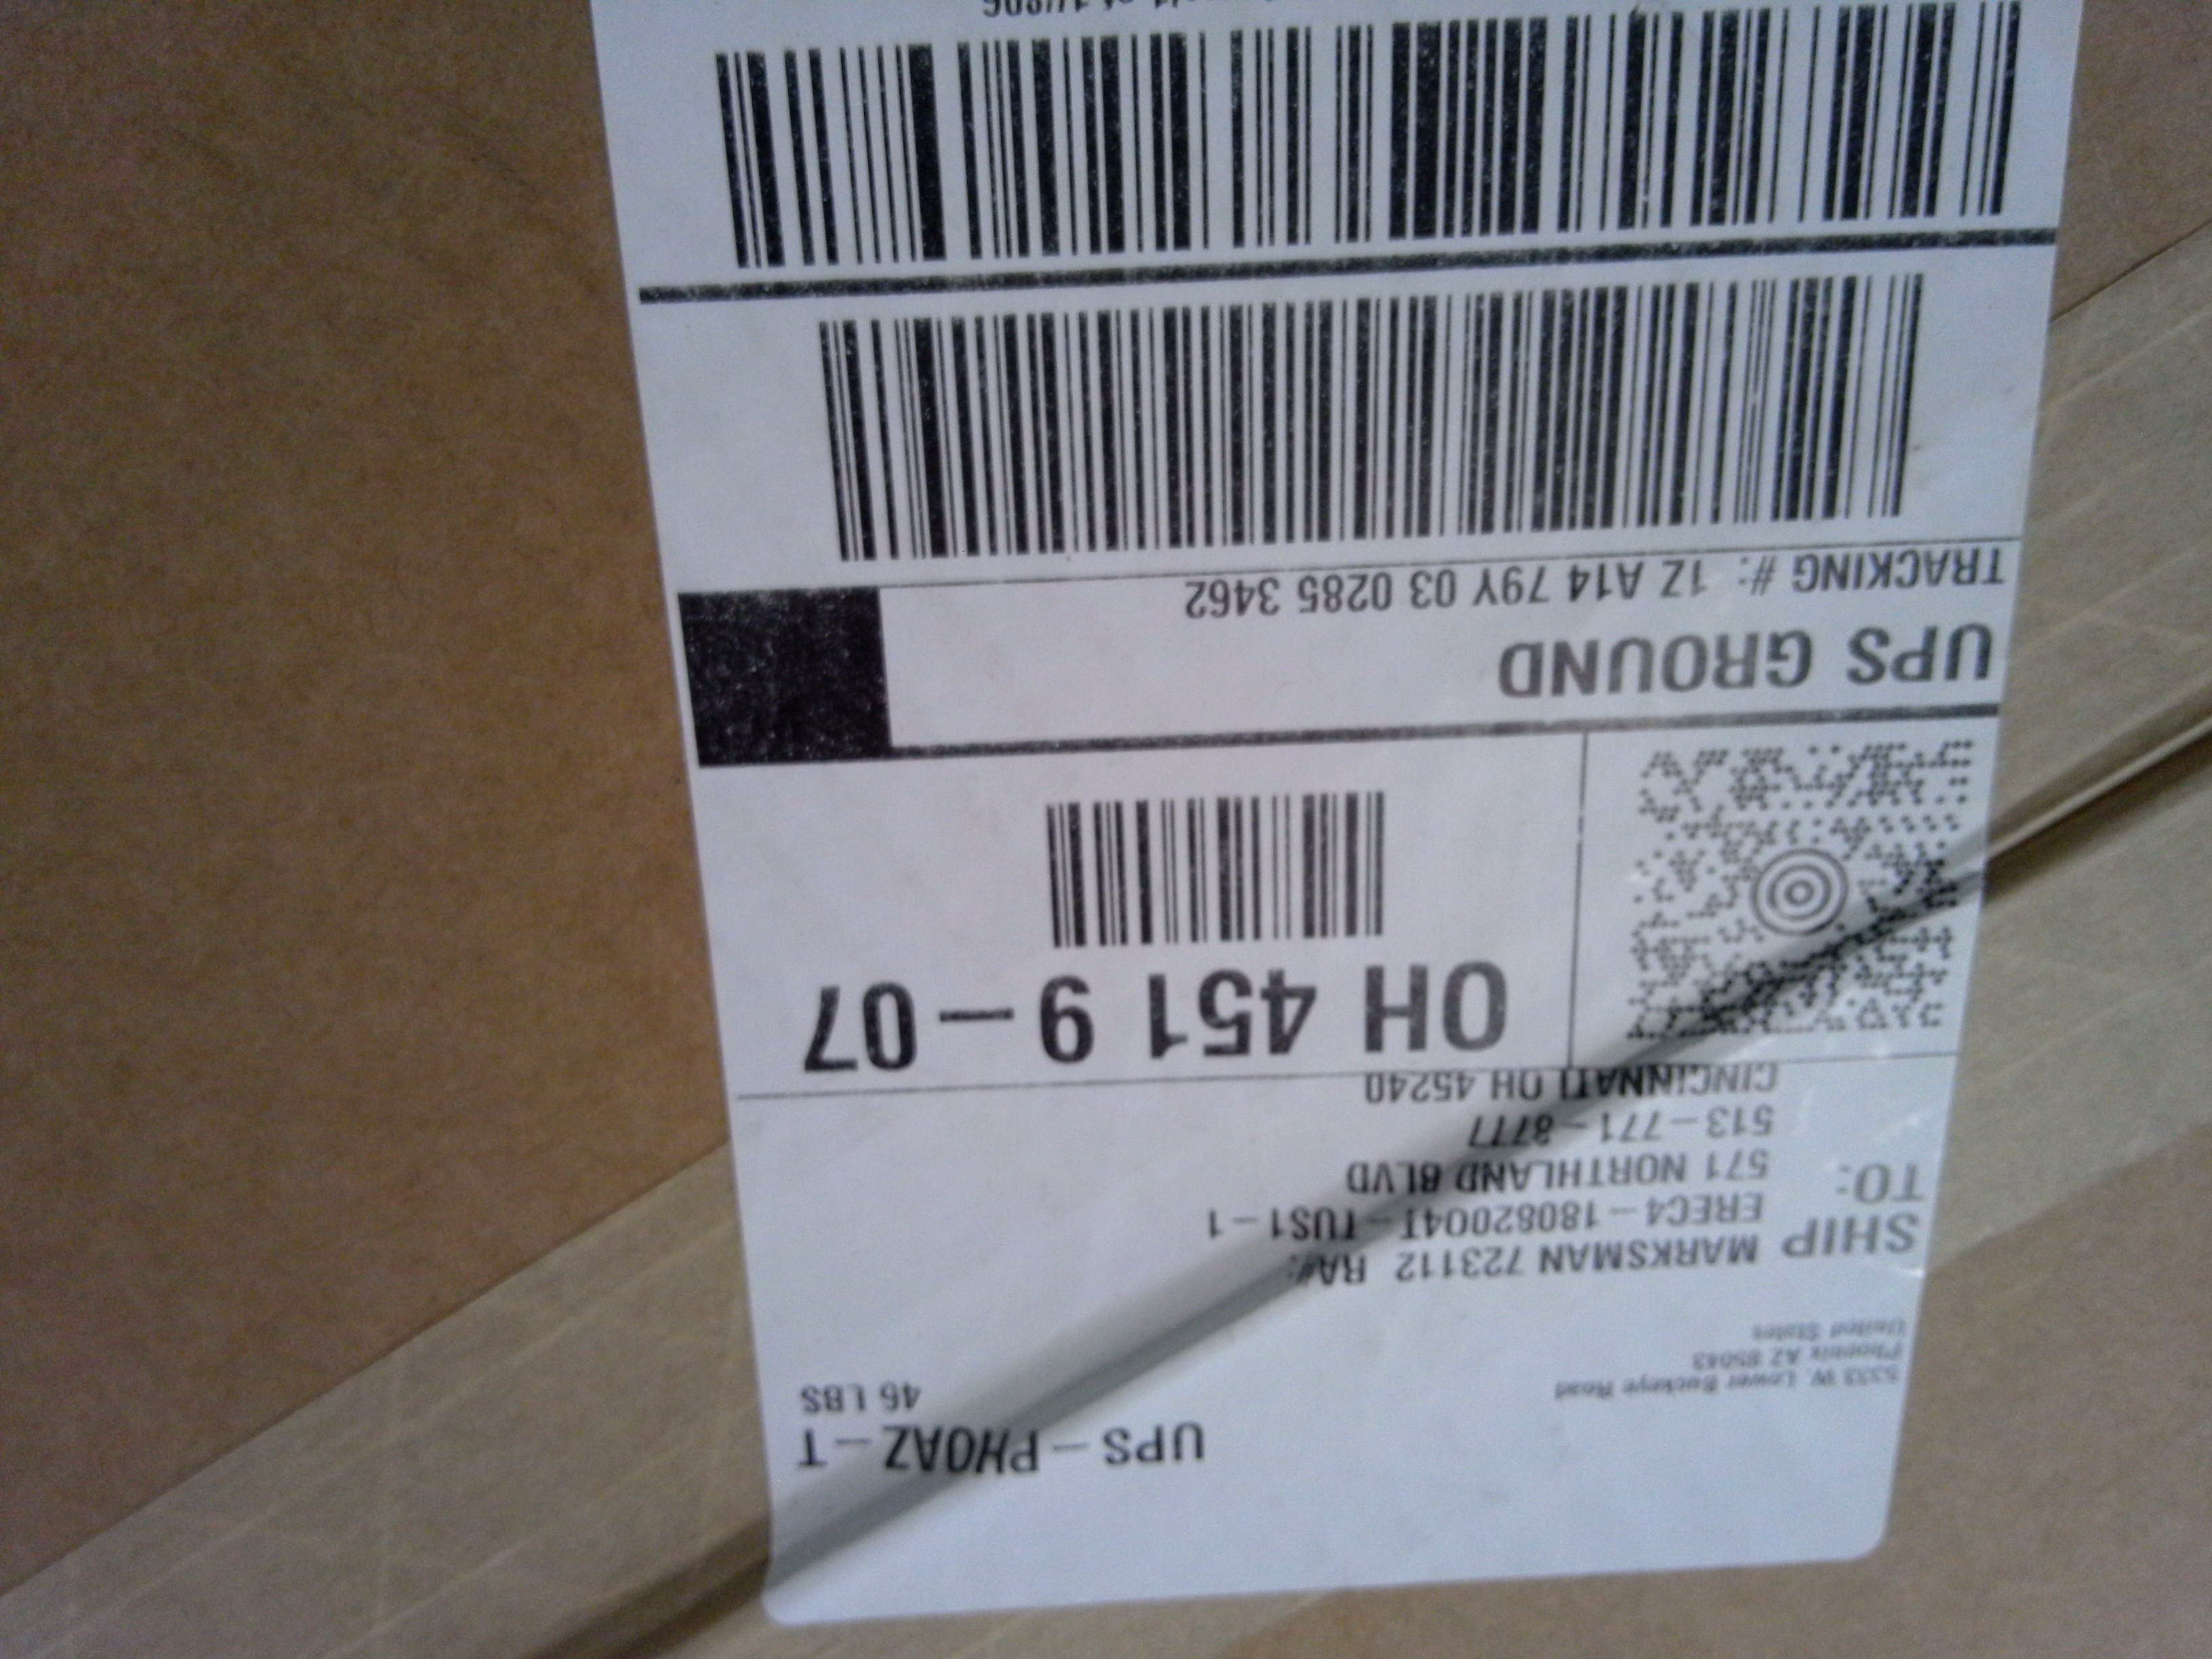 UPS-PHOAZ-T
46 LBS
5333 W. Lower Buckeye Road
Phoenix AZ 85043
United States
SHIP TO:
MARKSMAN 723112 RA#:
EREC4-18082004T-TUS1-1
571 NORTHLAND BLVD
513-771-8777
CINCINNATI OH 45240
OH 451 9-07
UPS GROUND
TRACKING #: 1Z A14 79Y 03 0285 3462